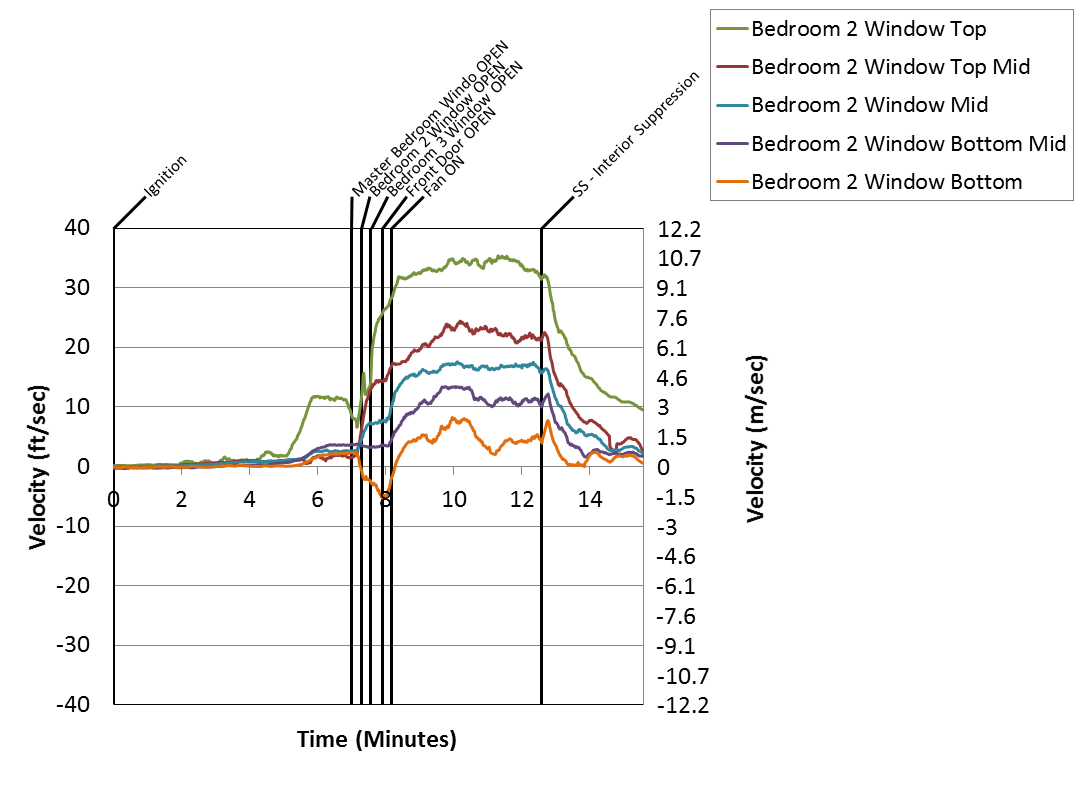 Bedroom 2 Window Top
Bedroom 2 Window Top Mid
Bedroom 2 Window Mid
Bedroom 2 Window Bottom Mid
Bedroom 2 Window Bottom
Ignition
Master Bedroom Windo OPEN
Bedroom 2 Window OPEN
Bedroom 3 Window OPEN
Front Door OPEN
Fan ON
SS - Interior Suppression
40
30
20
10
0
-10
-20
-30
-40
Velocity (ft/sec)
0 2 4 6 8 10 12 14
Time (Minutes)
12.2
10.7
9.1
7.6
6.1
4.6
3
1.5
0
-1.5
-3
-4.6
-6.1
-7.6
-9.1
-10.7
-12.2
Velocity (m/sec)